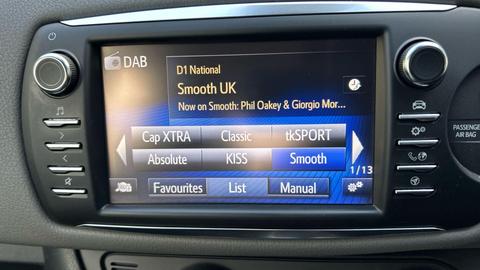 DAB
D1 National
Smooth UK
Now on Smooth: Phil Oakey & Giorgio Mor...
Cap XTRA Classic tkSPORT
Absolute KISS Smooth
1/13
Favourites List Manual
PASSENGER
AIR BAG